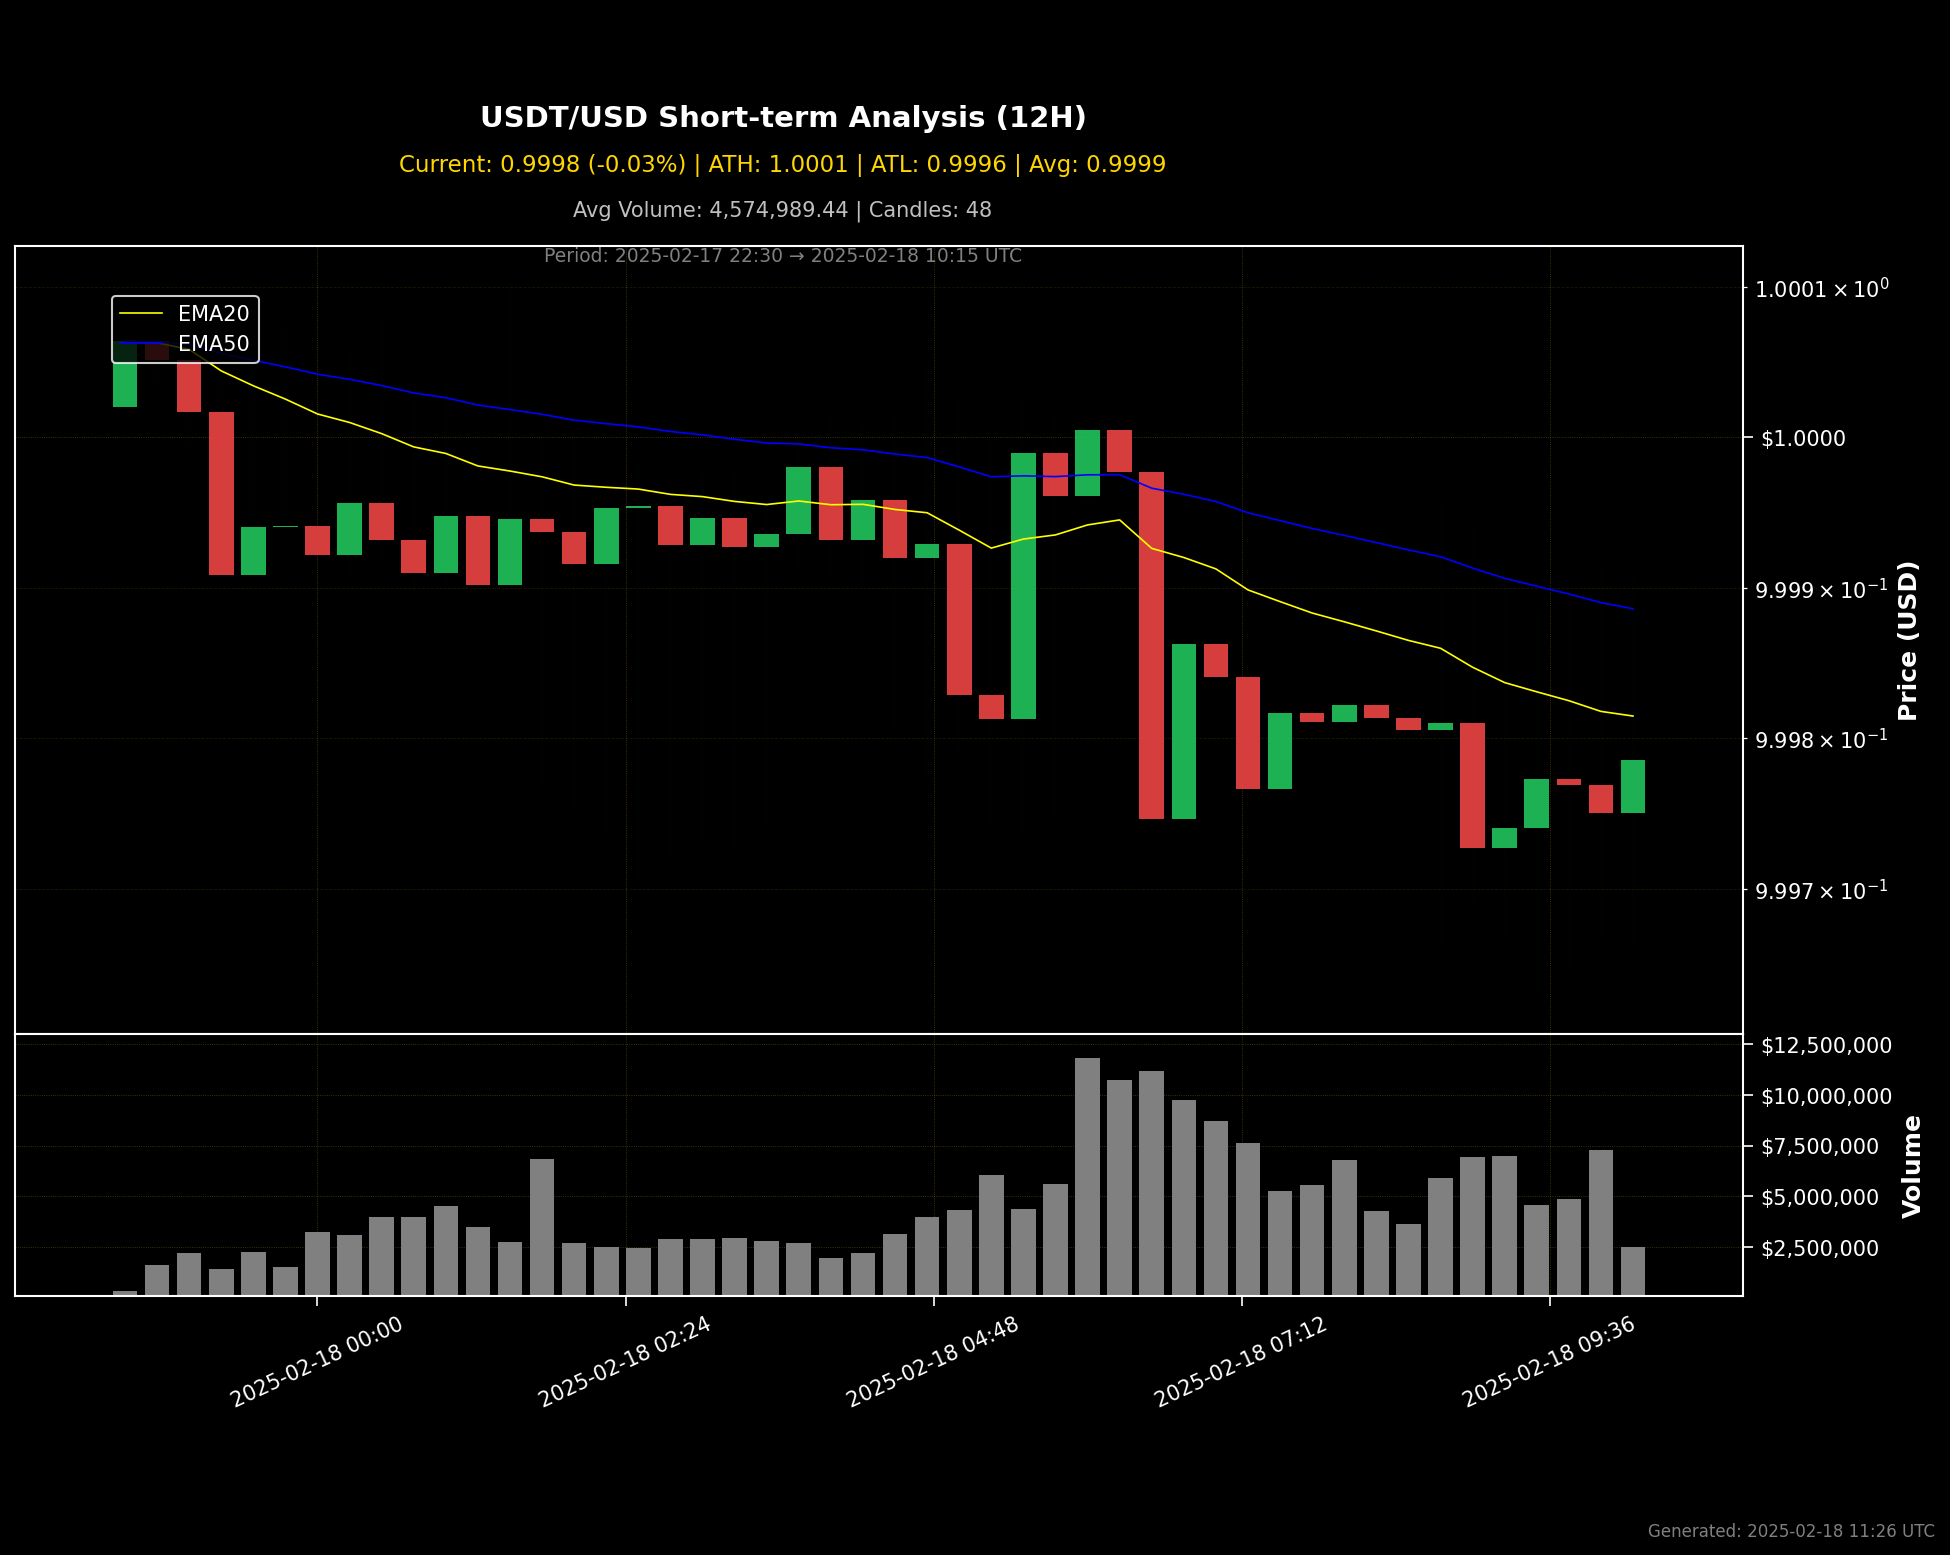 USDT/USD Short-term Analysis (12H)
Current: 0.9998 (-0.03%) | ATH: 1.0001 | ATL: 0.9996 | Avg: 0.9999
Avg Volume: 4,574,989.44 | Candles: 48
Period: 2025-02-17 22:30 → 2025-02-18 10:15 UTC
EMA20
EMA50
1.0001 × 10⁰
$1.0000
9.999 × 10⁻¹
9.998 × 10⁻¹
9.997 × 10⁻¹
Price (USD)
$12,500,000
$10,000,000
$7,500,000
$5,000,000
$2,500,000
Volume
2025-02-18 00:00
2025-02-18 02:24
2025-02-18 04:48
2025-02-18 07:12
2025-02-18 09:36
Generated: 2025-02-18 11:26 UTC